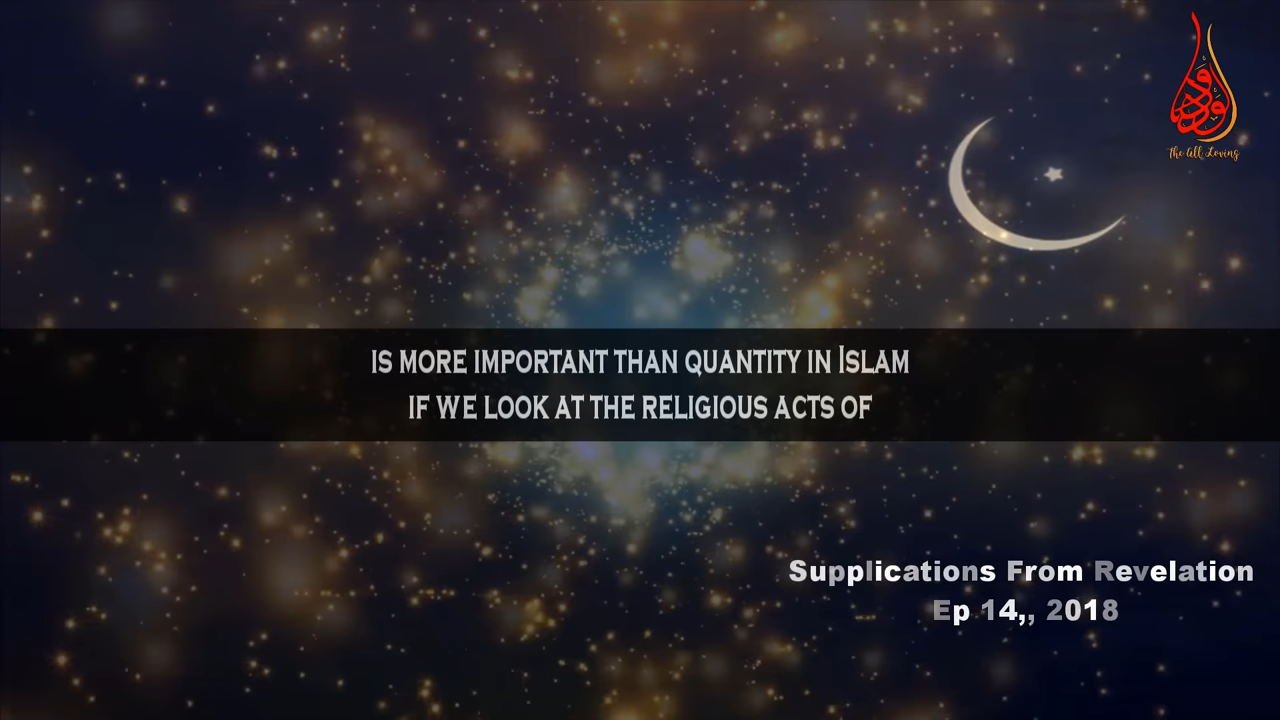 الودود
The All Loving
is more important than quantity in Islam
if we look at the religious acts of
Supplications From Revelation
Ep 14,, 2018